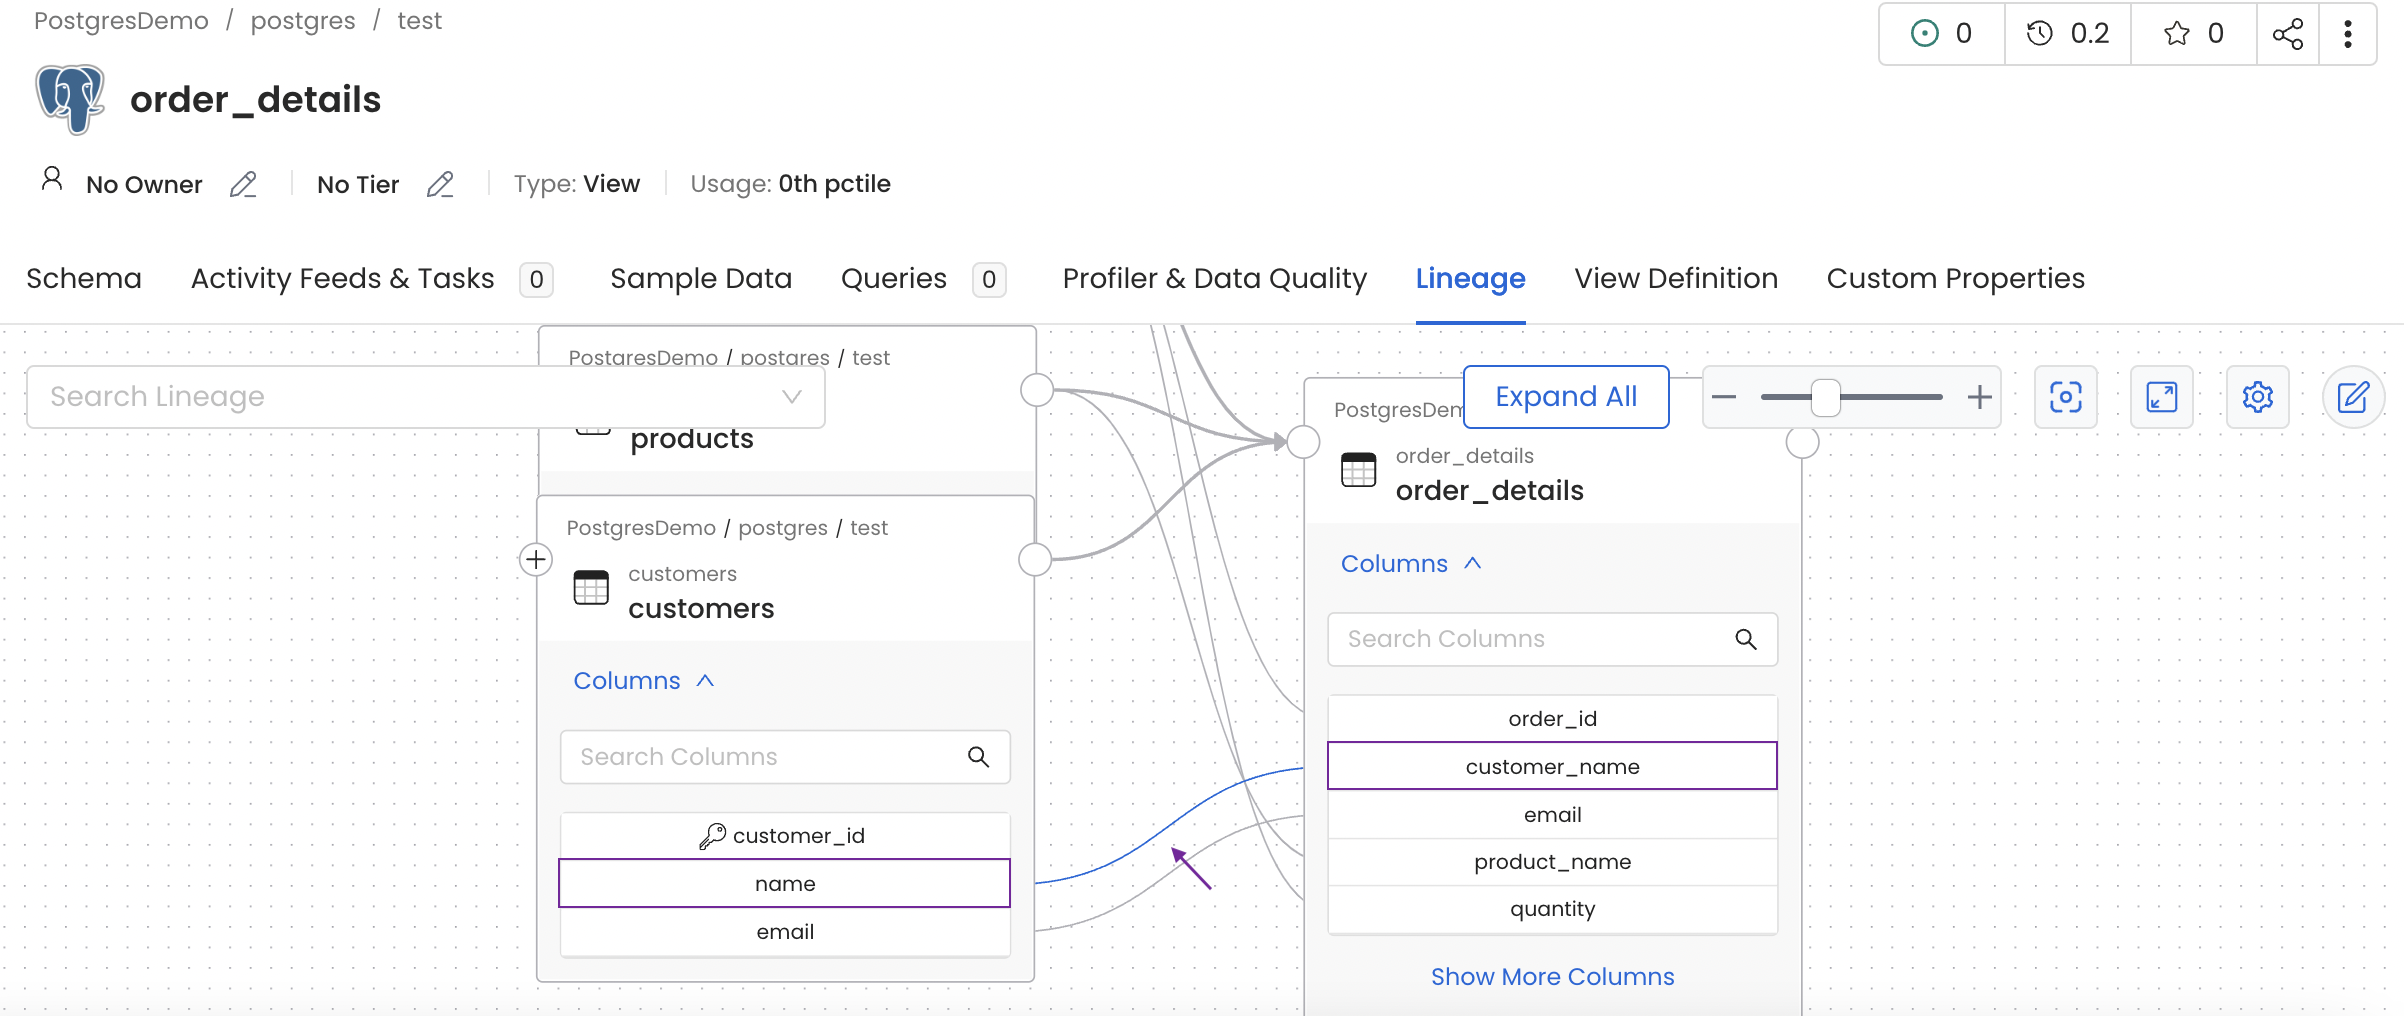 PostgresDemo / postgres / test
0 0.2 0
order_details
No Owner No Tier Type: View Usage: 0th pctile
Schema Activity Feeds & Tasks 0 Sample Data Queries 0 Profiler & Data Quality Lineage View Definition Custom Properties
PostgresDemo / postgres / test
Search Lineage
products
PostgresDem
Expand All
order_details
order_details
Columns
Search Columns
order_id
customer_name
email
product_name
quantity
Show More Columns
PostgresDemo / postgres / test
customers
customers
Columns
Search Columns
customer_id
name
email